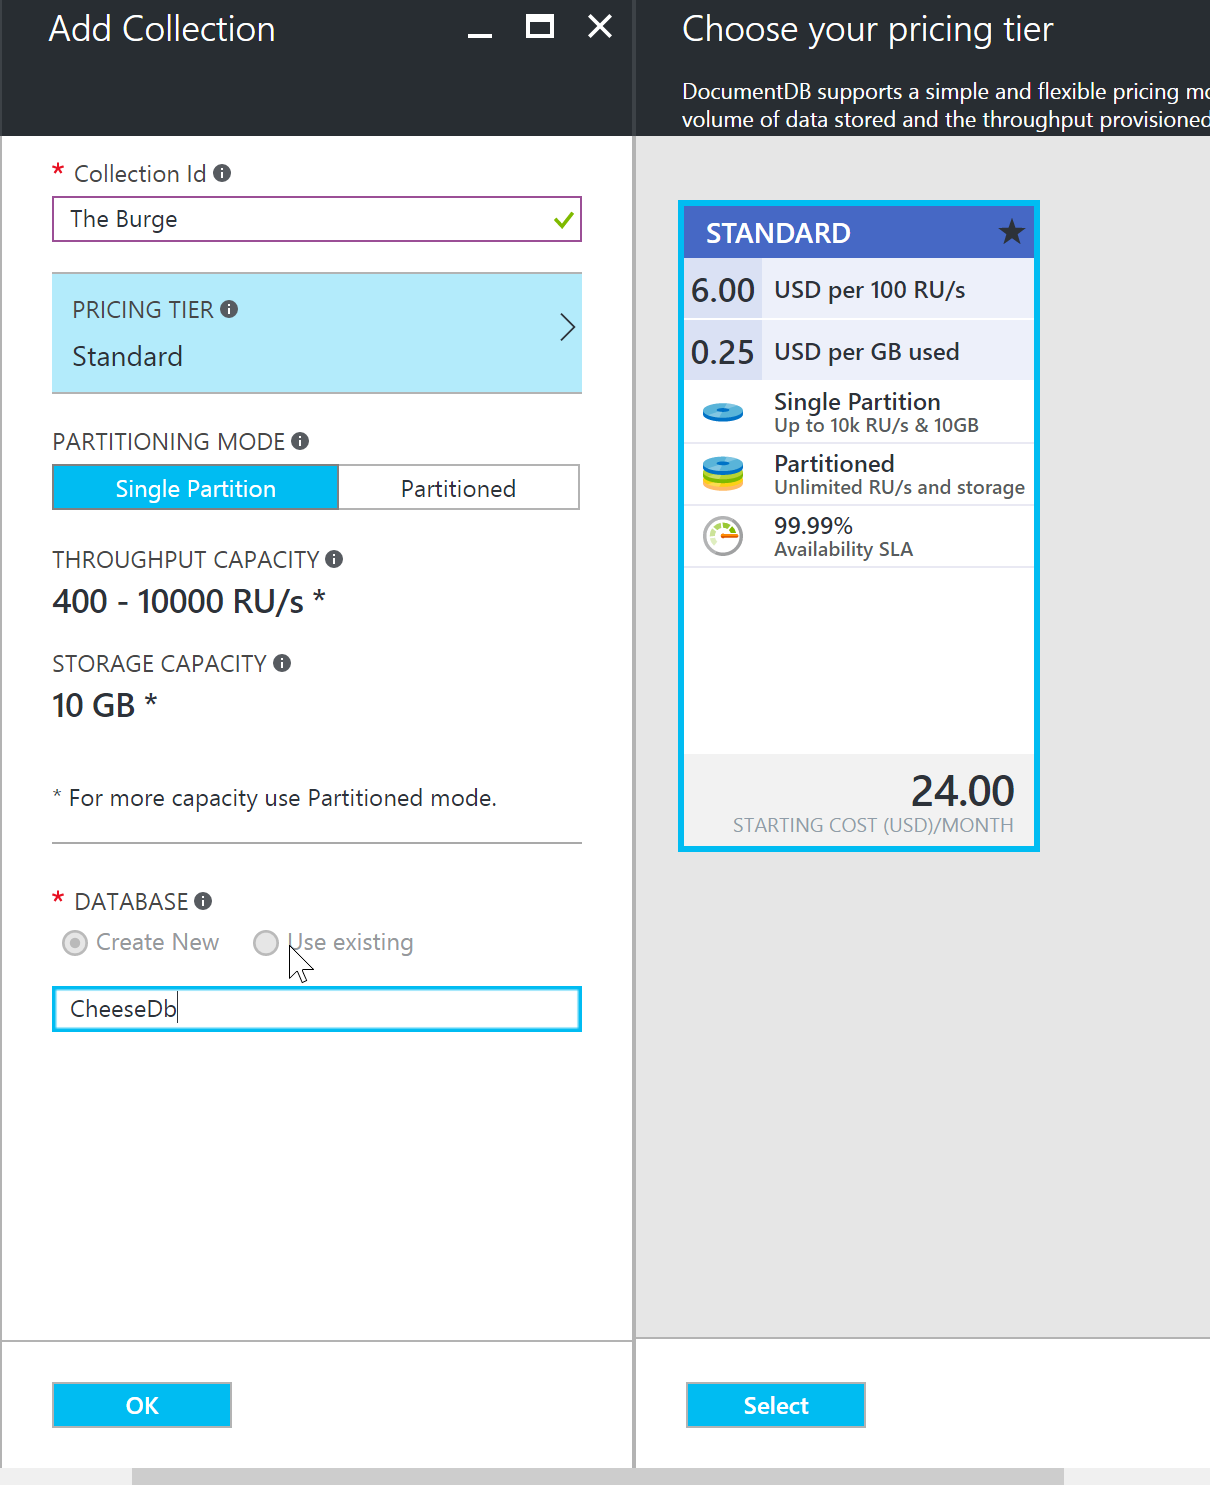 Add Collection
* Collection Id
The Burge
PRICING TIER
Standard
PARTITIONING MODE
Single Partition
Partitioned
THROUGHPUT CAPACITY
400 - 10000 RU/s *
STORAGE CAPACITY
10 GB *
* For more capacity use Partitioned mode.
* DATABASE
Create New
Use existing
CheeseDb
OK
Choose your pricing tier
DocumentDB supports a simple and flexible pricing
volume of data stored and the throughput provisioned
STANDARD
6.00 USD per 100 RU/s
0.25 USD per GB used
Single Partition
Up to 10k RU/s & 10GB
Partitioned
Unlimited RU/s and storage
99.99%
Availability SLA
24.00
STARTING COST (USD)/MONTH
Select